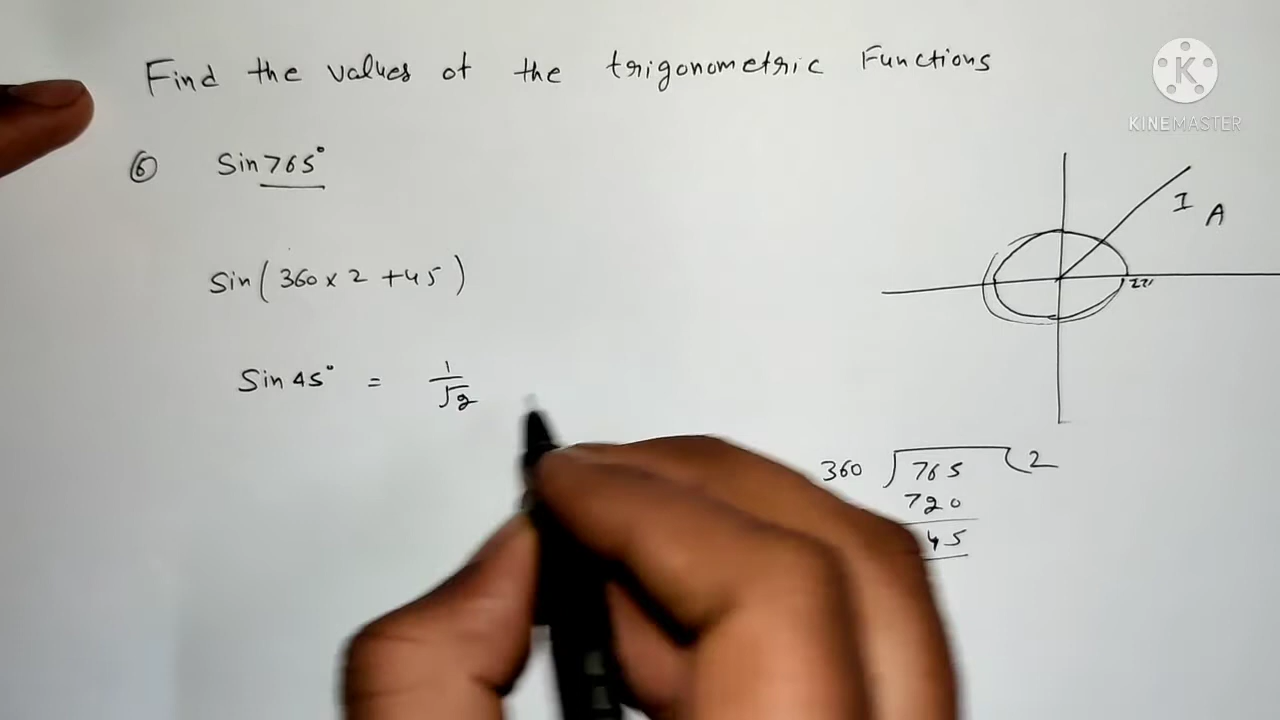 Find the values of the trigonometric Functions
K
KINEMASTER
⑥ Sin 765°
Sin(360 × 2 + 45)
Sin 45° = 1/√2
I A
360 ) 765 ( 2
720
45